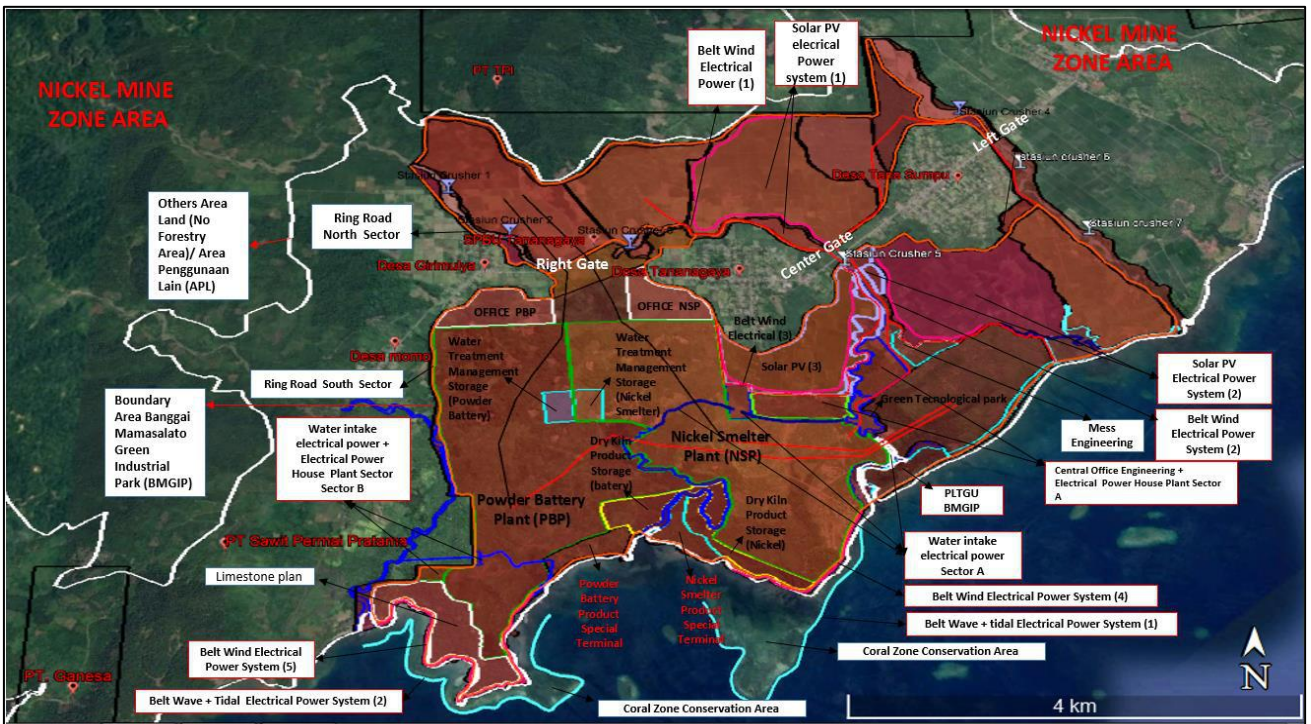 NICKEL MINE
ZONE AREA
PT TPI
Belt Wind
Electrical
Power (1)
Solar PV
electrical
Power
system (1)
NICKEL MINE
ZONE AREA
Stasiun Crusher 4
Left Gate
stasiun crusher 6
Desa Tirta Sumpu
Stasiun crusher 7
Stasiun Crusher 1
Others Area
Land (No
Forestry
Area)/ Area
Penggunaan
Lain (APL)
Ring Road
North Sector
Stasiun Crusher 2
Desa Girimulya
Right Gate
Desa Tananagaya
Center Gate
Stasiun Crusher 5
OFFICE PBP
OFFICE NSP
Belt Wind
Electrical (3)
Solar PV (3)
Water
Treatment
Management
Storage
(Powder
Battery)
Water
Treatment
Management
Storage
(Nickel
Smelter)
Desa momo
Ring Road South Sector
Boundary
Area Banggai
Mamasalato
Green
Industrial
Park (BMGIP)
Water intake
electrical power +
Electrical Power
House Plant Sector
Sector B
Green Tecnological park
Solar PV
Electrical Power
System (2)
Mess
Engineering
Belt Wind
Electrical Power
System (2)
Nickel Smelter
Plant (NSP)
Dry Kiln
Product
Storage
(batery)
Central Office Engineering +
Electrical Power House Plant Sector
A
PLTGU
BMGIP
Powder Battery
Plant (PBP)
Dry Kiln
Product
Storage
(Nickel)
PT Sawit Permai Pratama
Water intake
electrical power
Sector A
Limestone plan
Powder
Battery
Product
Special
Terminal
Nickel
Smelter
Product
Special
Terminal
Belt Wind Electrical Power System (4)
Belt Wave + tidal Electrical Power System (1)
Coral Zone Conservation Area
Belt Wind Electrical
Power System (5)
PT. Ganesa
Belt Wave + Tidal Electrical Power System (2)
Coral Zone Conservation Area
N
4 km